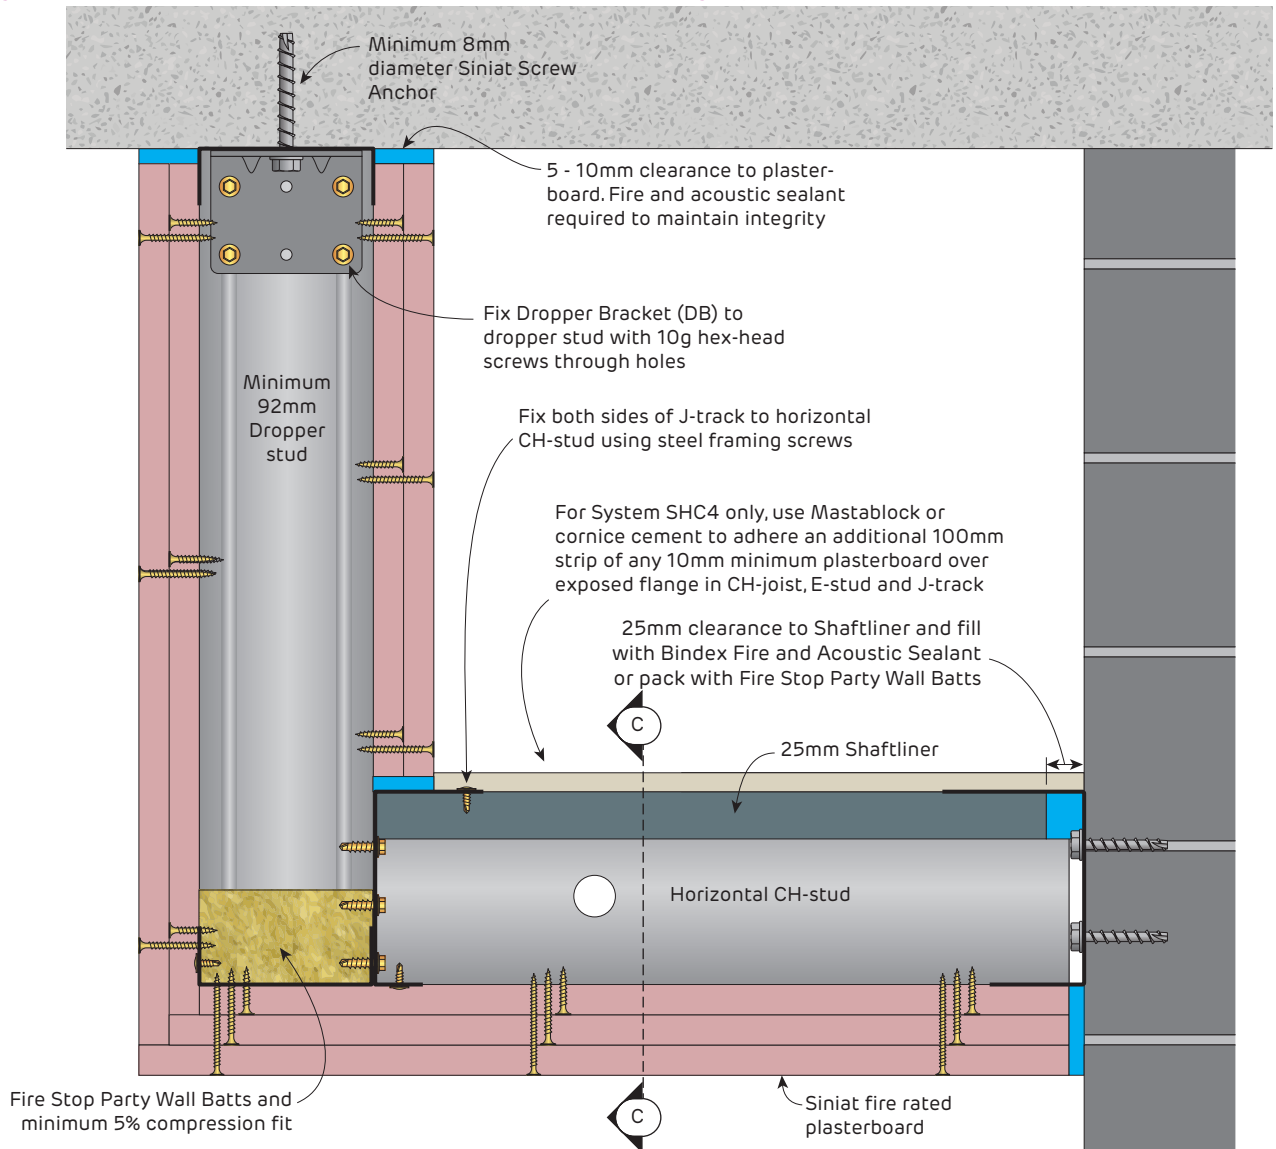 Minimum 8mm
diameter Siniat Screw
Anchor
5 - 10mm clearance to plaster-
board. Fire and acoustic sealant
required to maintain integrity
Fix Dropper Bracket (DB) to
dropper stud with 10g hex-head
screws through holes
Minimum
92mm
Dropper
stud
Fix both sides of J-track to horizontal
CH-stud using steel framing screws
For System SHC4 only, use Mastablock or
cornice cement to adhere an additional 100mm
strip of any 10mm minimum plasterboard over
exposed flange in CH-joist, E-stud and J-track
25mm clearance to Shaftliner and fill
with Bindex Fire and Acoustic Sealant
or pack with Fire Stop Party Wall Batts
C
25mm Shaftliner
Horizontal CH-stud
Fire Stop Party Wall Batts and
minimum 5% compression fit
C
Siniat fire rated
plasterboard